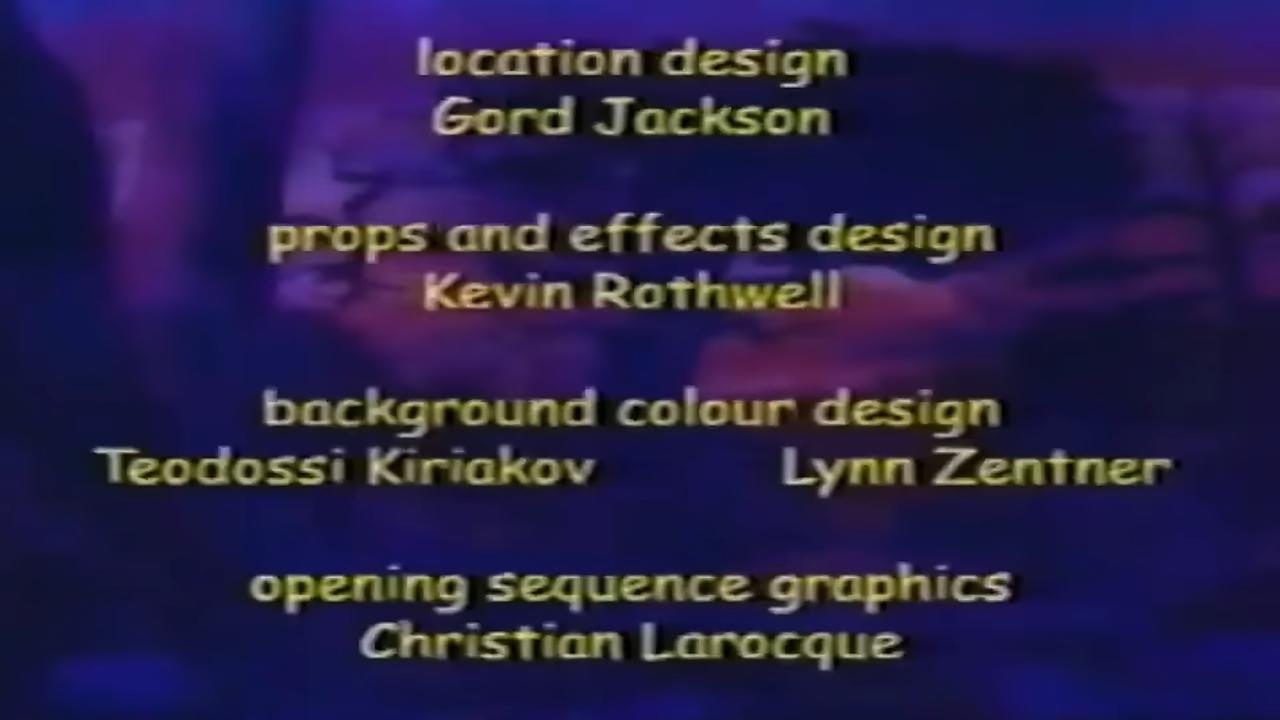 location design
Gord Jackson
props and effects design
Kevin Rothwell
background colour design
Teodossi Kiriakov Lynn Zentner
opening sequence graphics
Christian Larocque